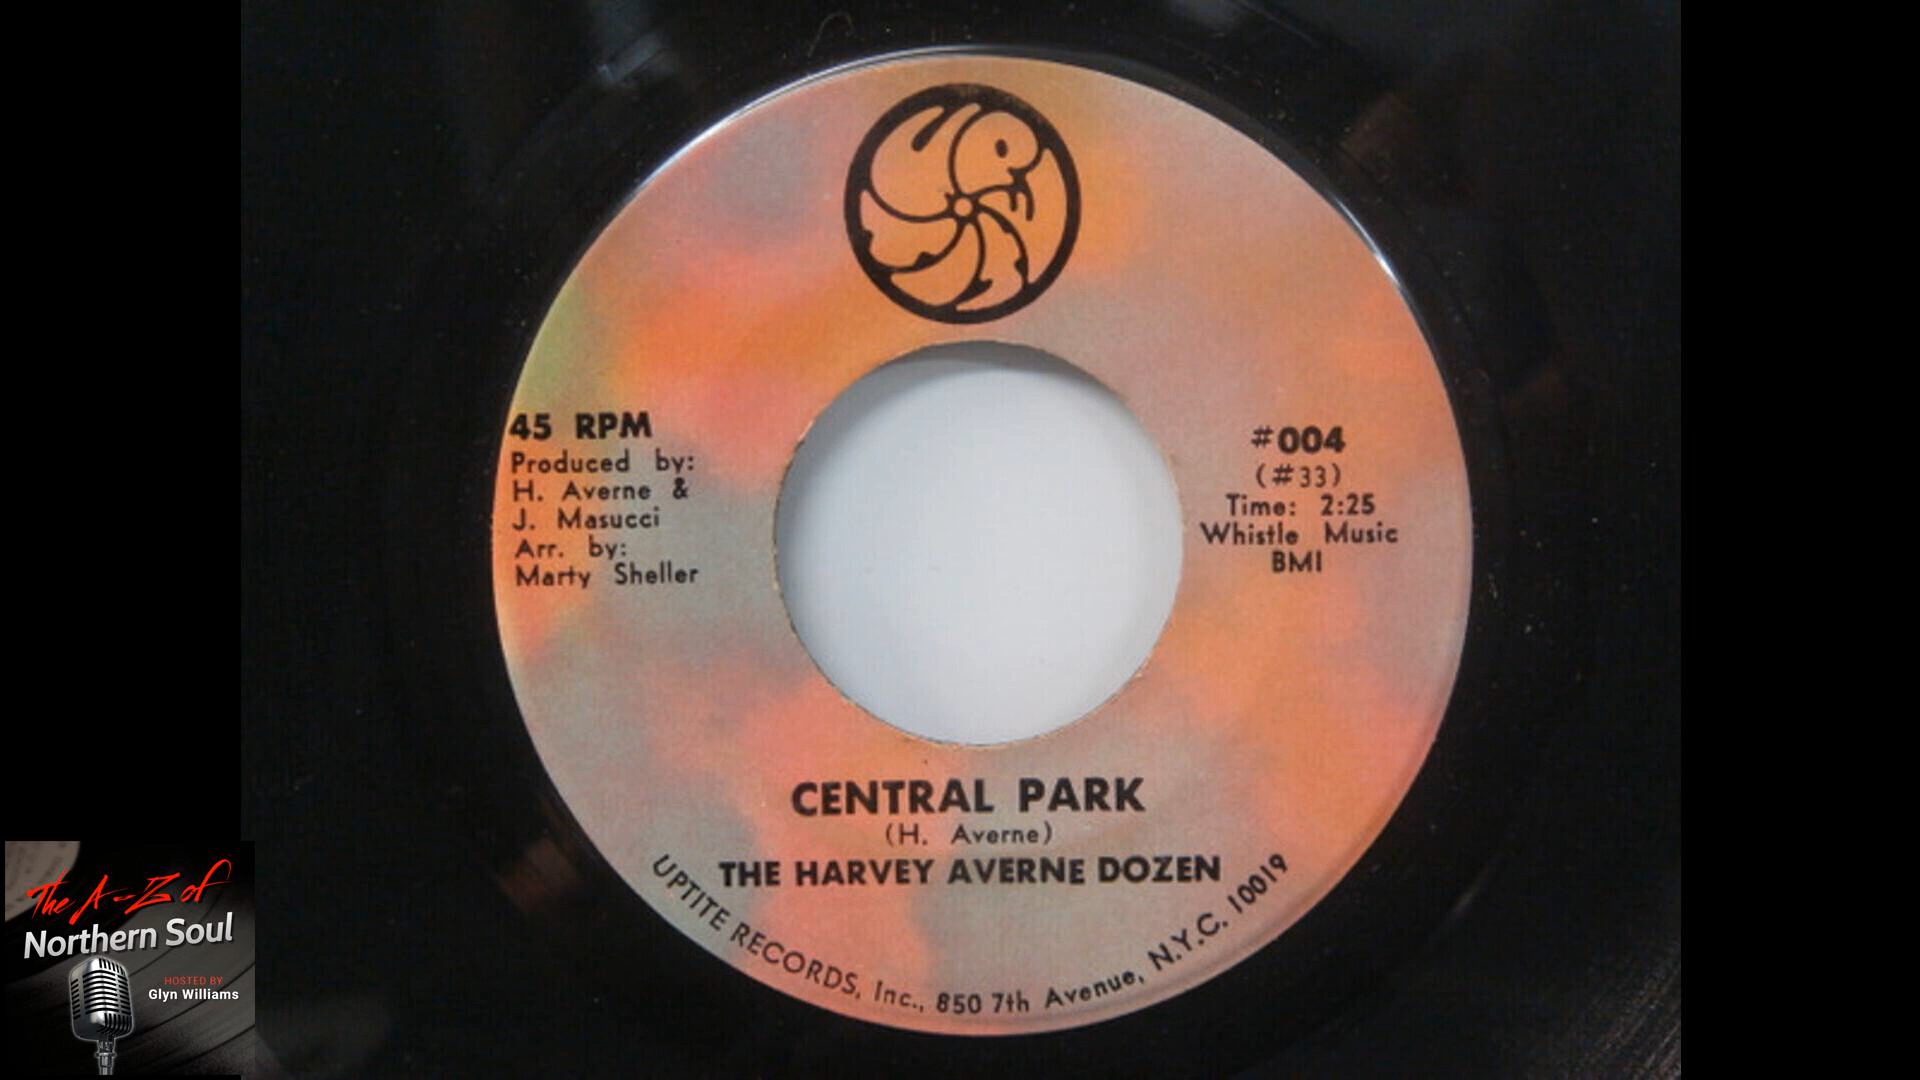 45 RPM
Produced by:
H. Averne &
J. Masucci
Arr. by:
Marty Sheller
#004
(#33)
Time: 2:25
Whistle Music
BMI
CENTRAL PARK
(H. Averne)
THE HARVEY AVERNE DOZEN
UPTITE RECORDS, Inc., 850 7th Avenue, N.Y.C. 10019
The A-Z of
Northern Soul
HOSTED BY
Glyn Williams